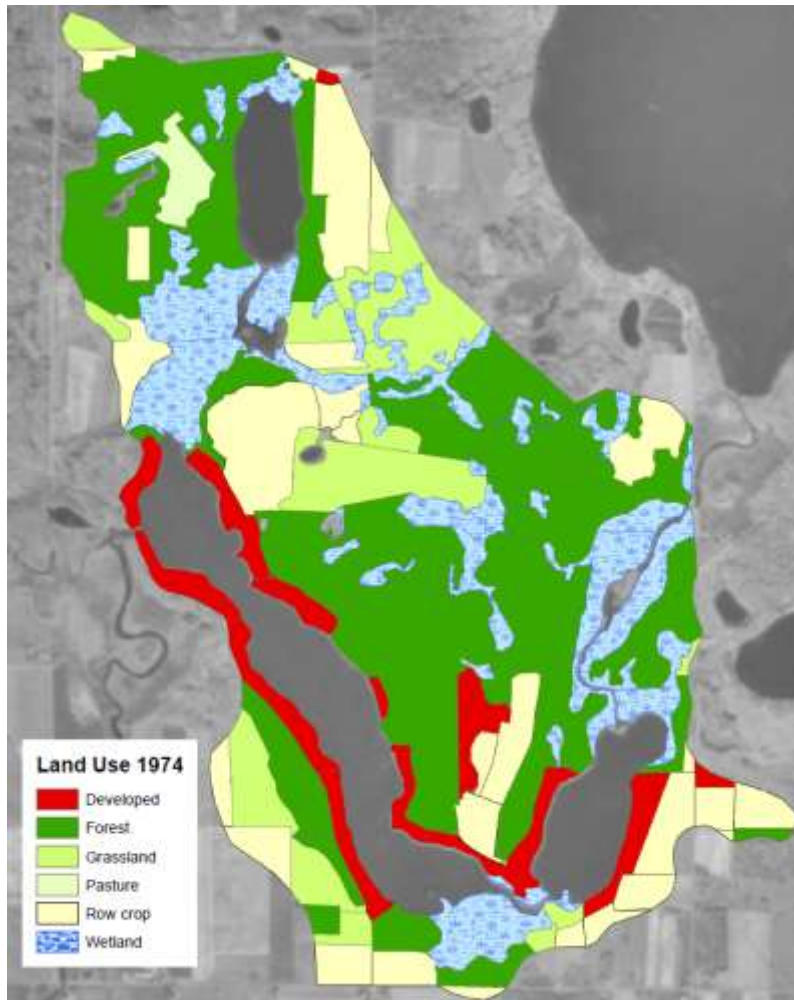 Land Use 1974
Developed
Forest
Grassland
Pasture
Row crop
Wetland